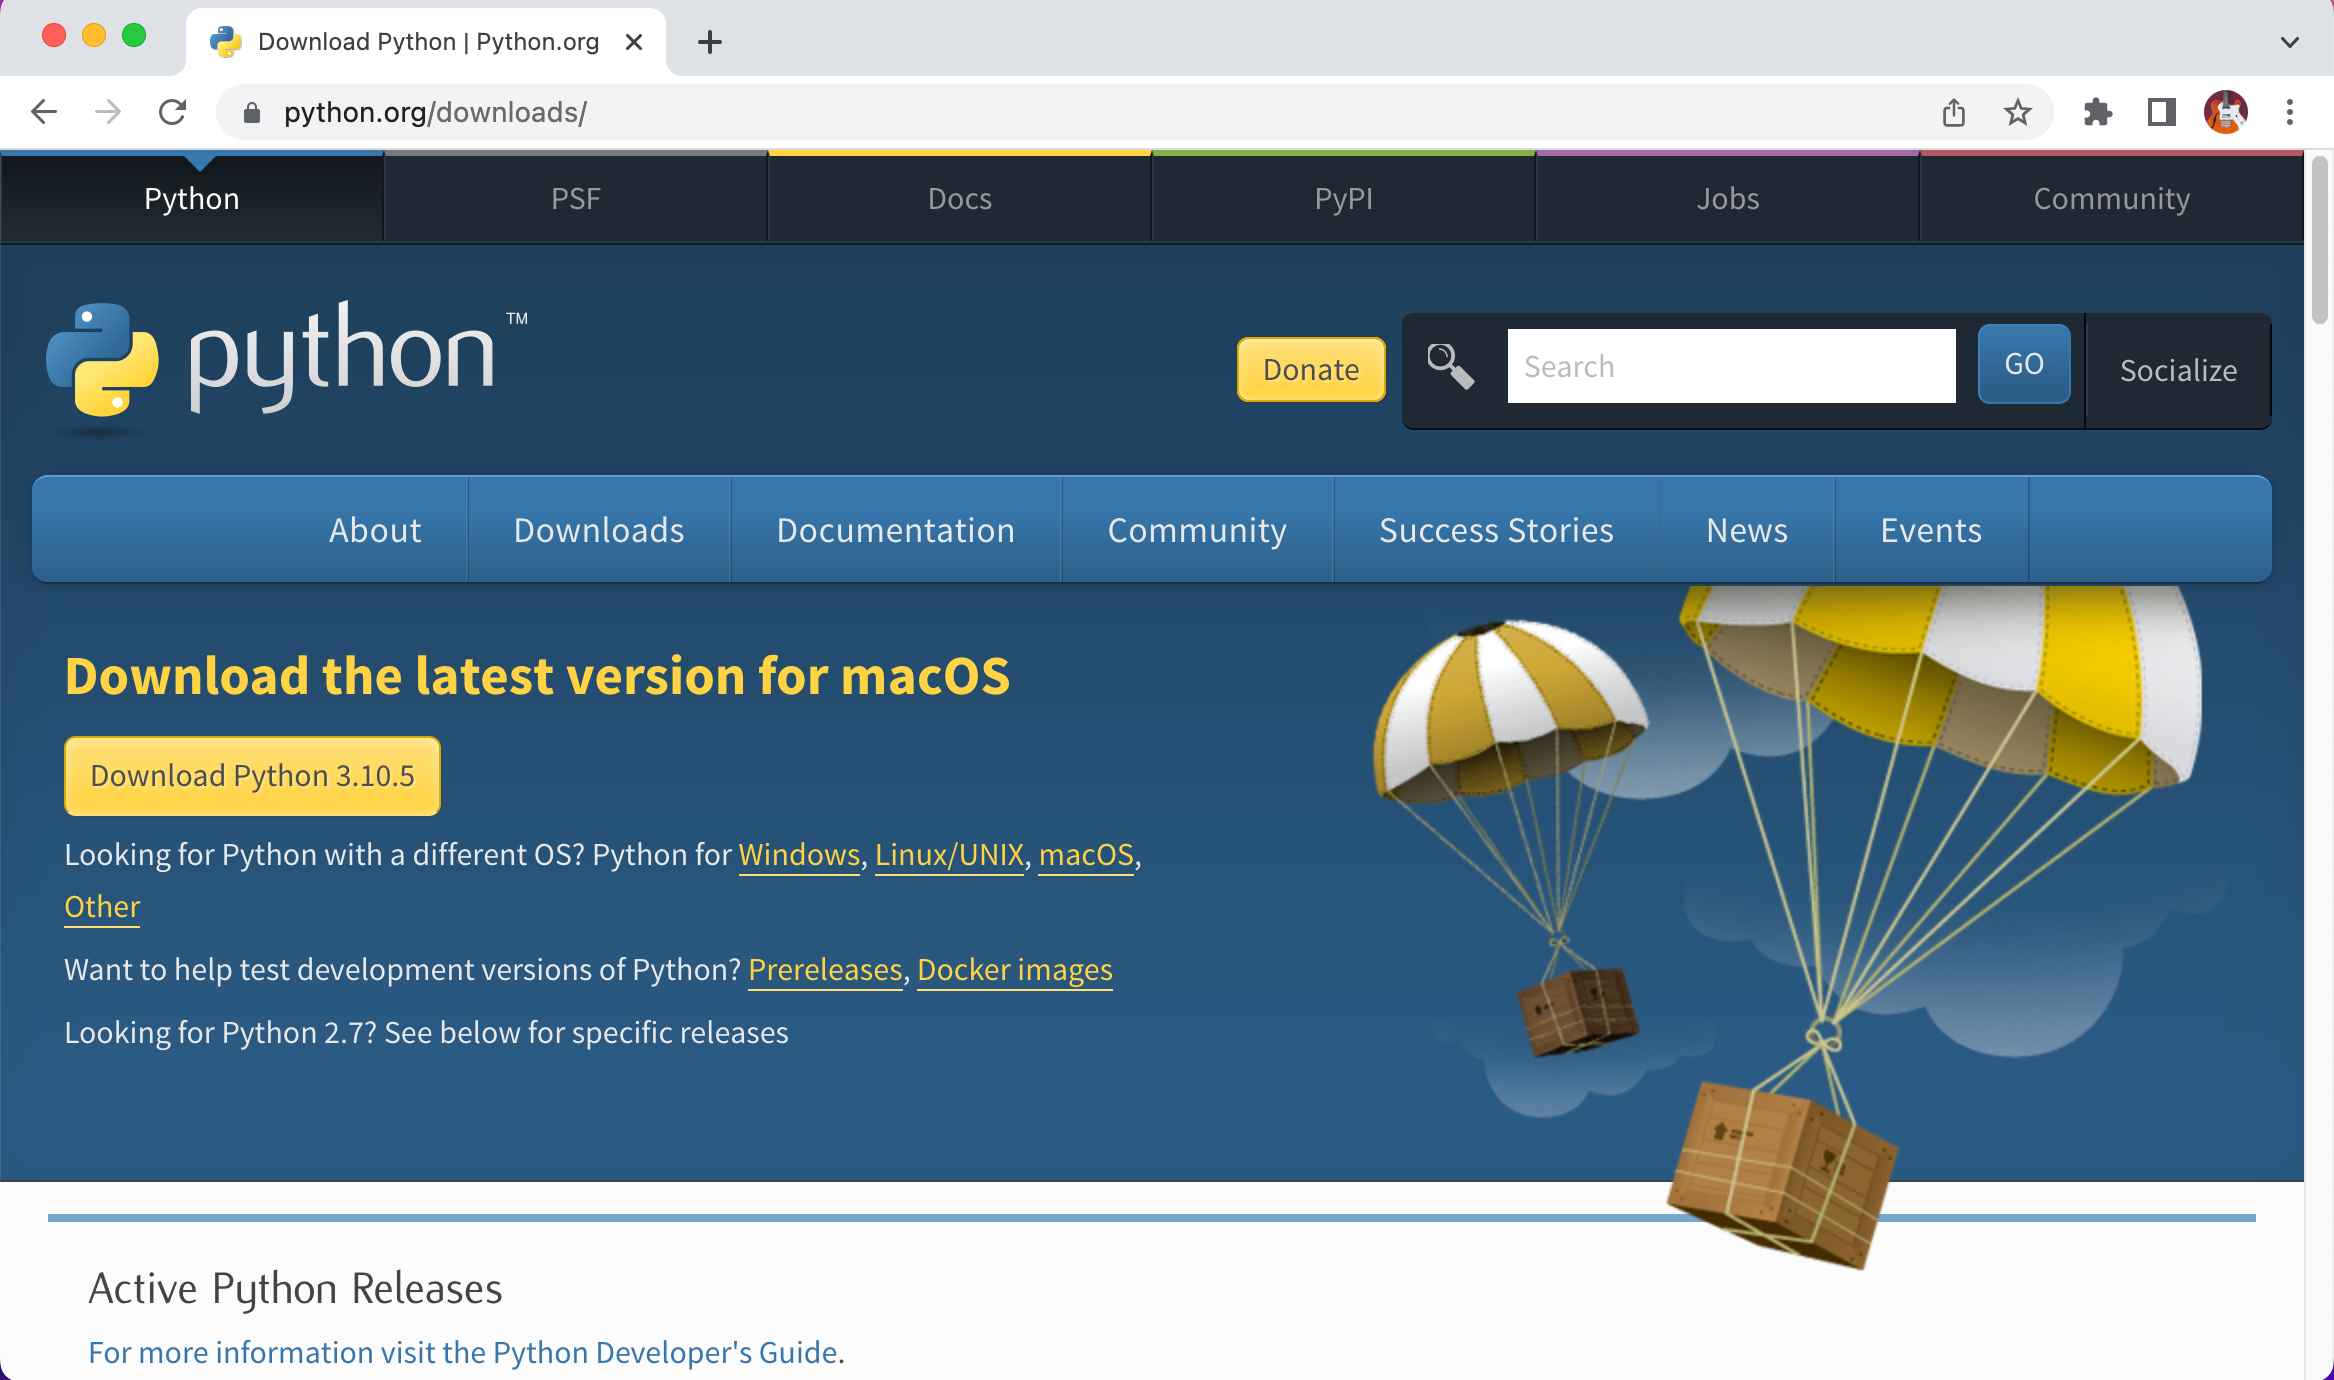 Download Python | Python.org
python.org/downloads/
Python
PSF
Docs
PyPI
Jobs
Community
python™
Donate
Search
GO
Socialize
About
Downloads
Documentation
Community
Success Stories
News
Events
Download the latest version for macOS
Download Python 3.10.5
Looking for Python with a different OS? Python for Windows, Linux/UNIX, macOS,
Other
Want to help test development versions of Python? Prereleases, Docker images
Looking for Python 2.7? See below for specific releases
Active Python Releases
For more information visit the Python Developer's Guide.